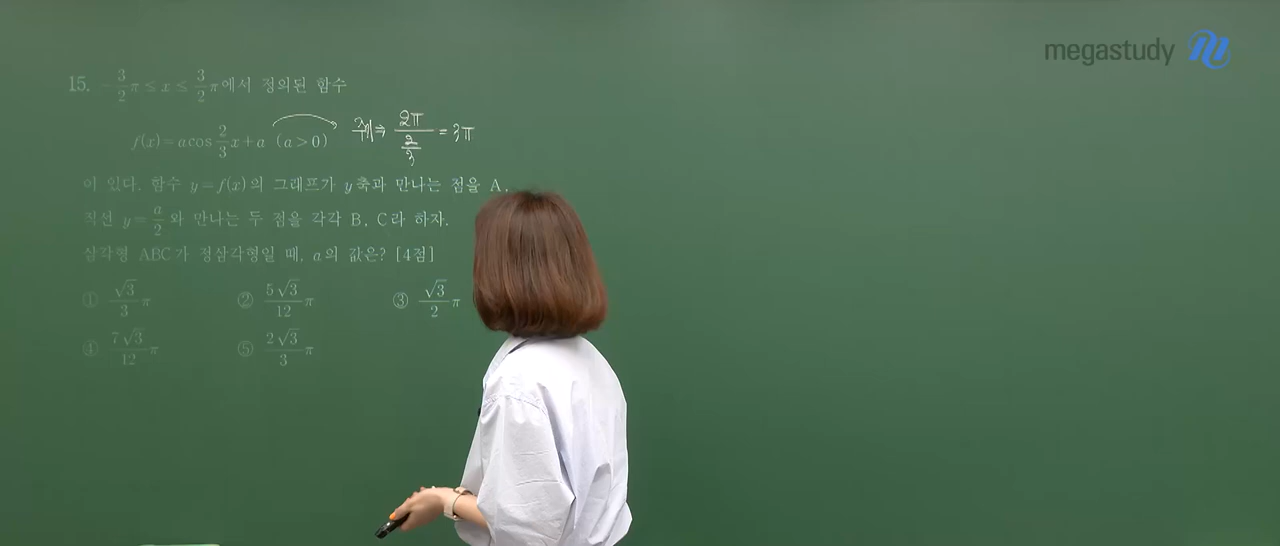 megastudy
15. -3/2π ≤ x ≤ 3/2π에서 정의된 함수
f(x)=acos 2/3 x+a (a>0) 주기⇒ 2π/(2/3) = 3π
이 있다. 함수 y=f(x)의 그래프가 y축과 만나는 점을 A,
직선 y=a/2와 만나는 두 점을 각각 B, C라 하자.
삼각형 ABC가 정삼각형일 때, a의 값은? [4점]
① √3/3 π ② 5√3/12 π ③ √3/2 π
④ 7√3/12 π ⑤ 2√3/3 π